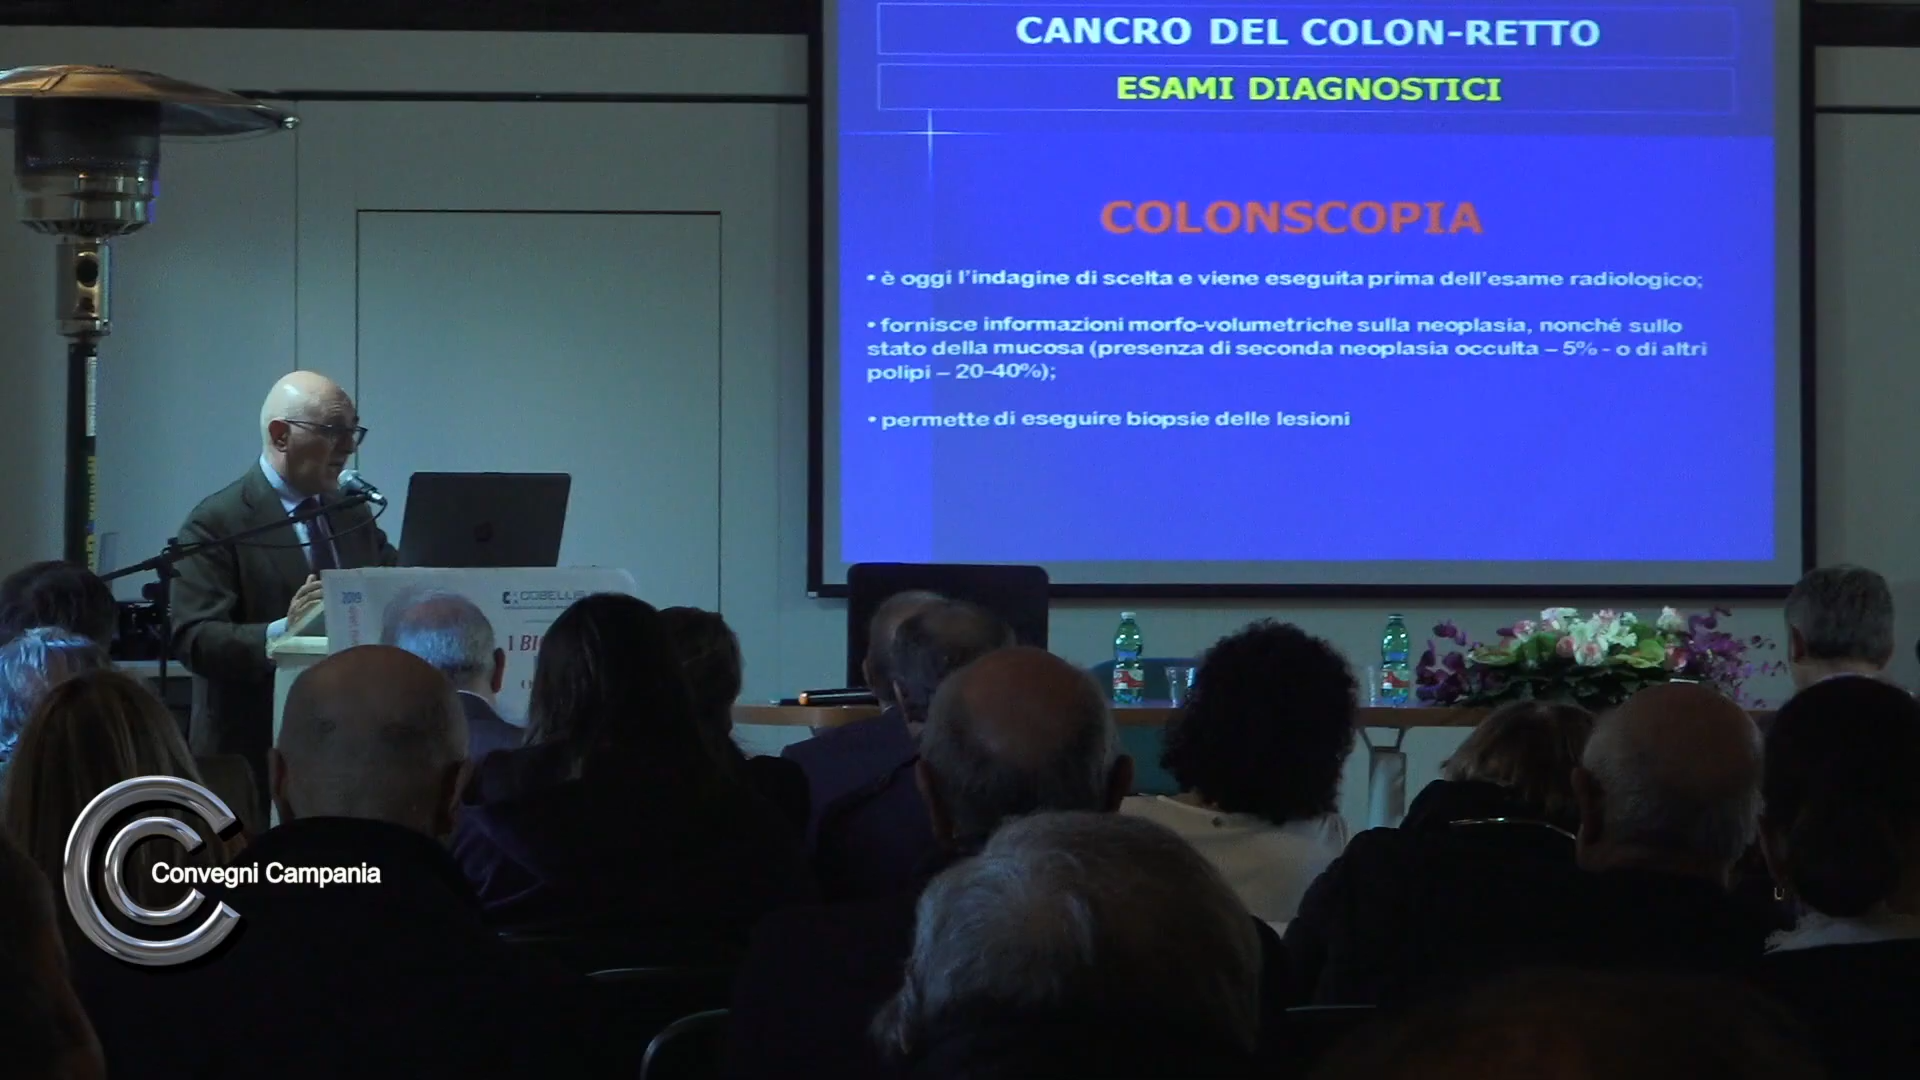 CANCRO DEL COLON-RETTO
ESAMI DIAGNOSTICI
COLONSCOPIA
• è oggi l'indagine di scelta e viene eseguita prima dell'esame radiologico;
• fornisce informazioni morfo-volumetriche sulla neoplasia, nonché sullo
stato della mucosa (presenza di seconda neoplasia occulta – 5% - o di altri
polipi – 20-40%);
• permette di eseguire biopsie delle lesioni
2019
COBELLIS
Convegni Campania